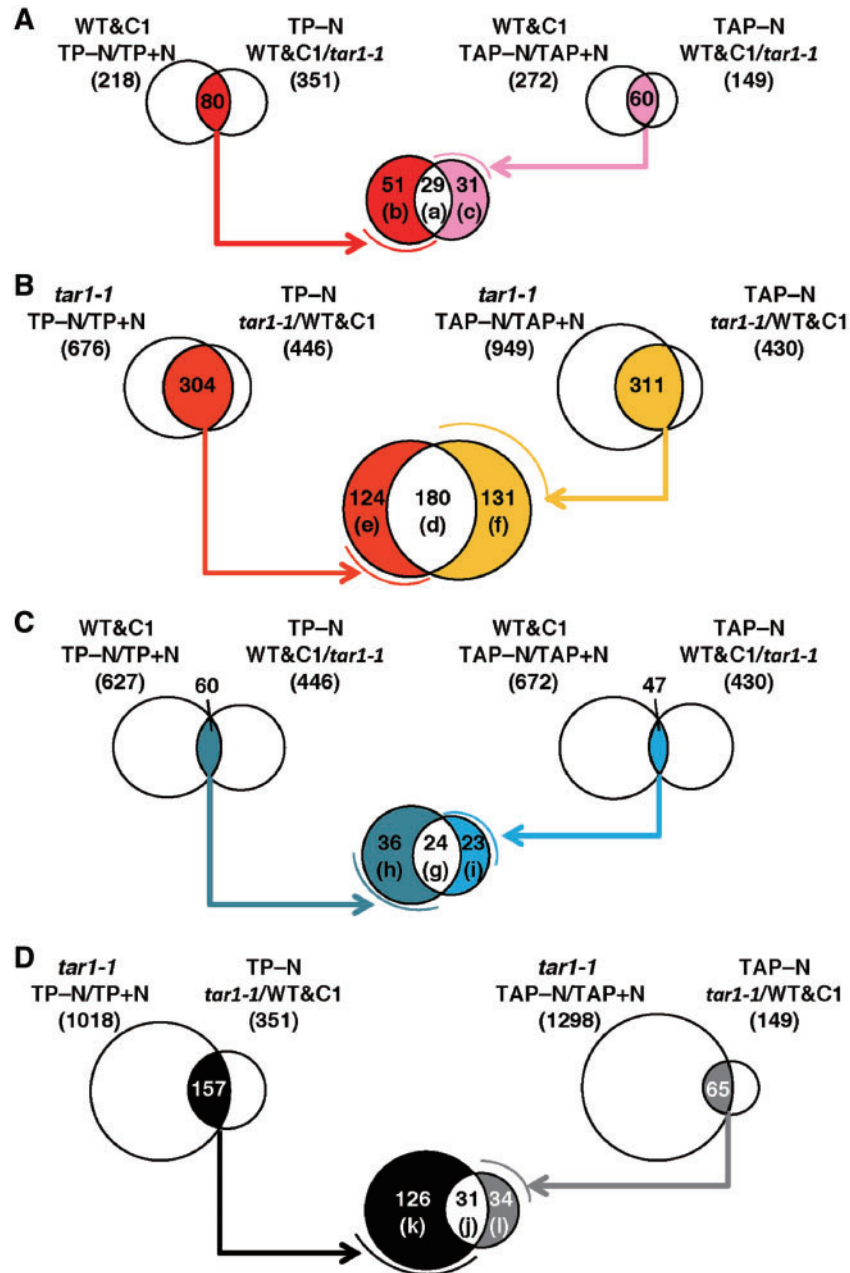 A
WT&C1
TP–N/TP+N
(218)
TP–N
WT&C1/tar1-1
(351)
80
WT&C1
TAP–N/TAP+N
(272)
TAP–N
WT&C1/tar1-1
(149)
60
51
(b)
29
(a)
31
(c)
B
tar1-1
TP–N/TP+N
(676)
TP–N
tar1-1/WT&C1
(446)
304
tar1-1
TAP–N/TAP+N
(949)
TAP–N
tar1-1/WT&C1
(430)
311
124
(e)
180
(d)
131
(f)
C
WT&C1
TP–N/TP+N
(627)
TP–N
WT&C1/tar1-1
(446)
60
WT&C1
TAP–N/TAP+N
(672)
TAP–N
WT&C1/tar1-1
(430)
47
36
(h)
24
(g)
23
(i)
D
tar1-1
TP–N/TP+N
(1018)
TP–N
tar1-1/WT&C1
(351)
157
tar1-1
TAP–N/TAP+N
(1298)
TAP–N
tar1-1/WT&C1
(149)
65
126
(k)
31
(j)
34
(l)